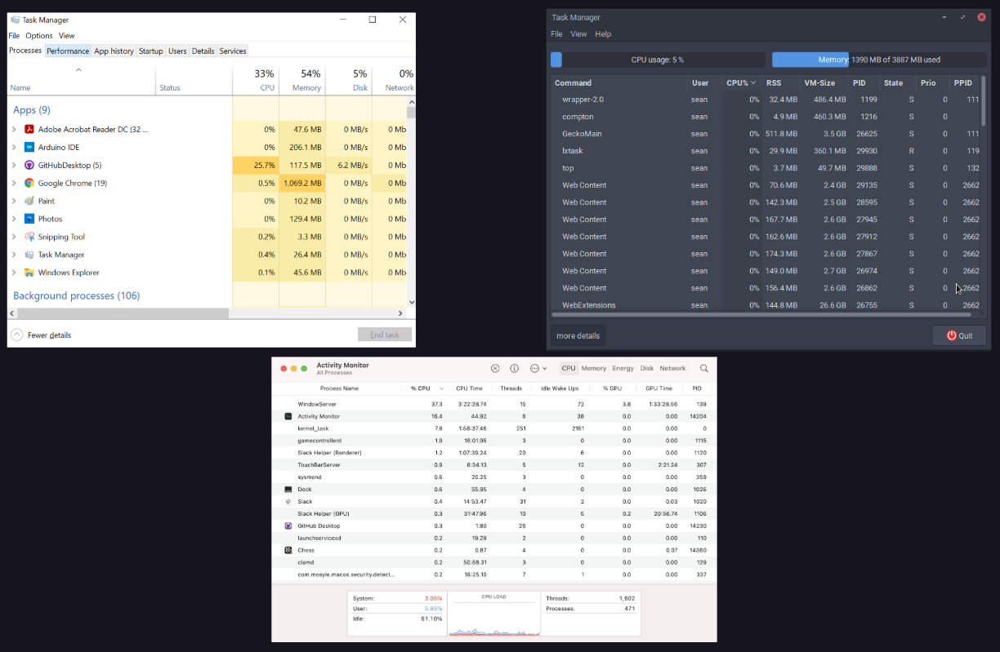 Task Manager
File Options View
Processes Performance App history Startup Users Details Services
33% 54% 5% 0%
Name Status CPU Memory Disk Network
Apps (9)
Adobe Acrobat Reader DC (32 ... 0% 47.6 MB 0 MB/s 0 Mb
Arduino IDE 0% 206.1 MB 0 MB/s 0 Mb
GitHubDesktop (5) 25.7% 117.5 MB 6.2 MB/s 0 Mb
Google Chrome (19) 0.5% 1,069.2 MB 0 MB/s 0 Mb
Paint 0% 10.2 MB 0 MB/s 0 Mb
Photos 0% 129.4 MB 0 MB/s 0 Mb
Snipping Tool 0.2% 3.3 MB 0 MB/s 0 Mb
Task Manager 0.4% 26.4 MB 0 MB/s 0 Mb
Windows Explorer 0.1% 45.6 MB 0 MB/s 0 Mb
Background processes (106)
Fewer details End task
Task Manager
File View Help
CPU usage: 5 % Memory: 1390 MB of 3887 MB used
Command User CPU% RSS VM-Size PID State Prio PPID
wrapper-2.0 sean 0% 32.4 MB 486.4 MB 1199 S 0 111
compton sean 0% 4.9 MB 460.3 MB 1216 S 0
GeckoMain sean 0% 511.8 MB 3.5 GB 26625 S 0 111
lxtask sean 0% 29.9 MB 360.1 MB 29930 R 0 119
top sean 0% 3.7 MB 49.7 MB 29888 S 0 132
Web Content sean 0% 70.6 MB 2.4 GB 29135 S 0 2662
Web Content sean 0% 142.3 MB 2.5 GB 28595 S 0 2662
Web Content sean 0% 167.7 MB 2.6 GB 27945 S 0 2662
Web Content sean 0% 162.6 MB 2.6 GB 27912 S 0 2662
Web Content sean 0% 174.3 MB 2.6 GB 27867 S 0 2662
Web Content sean 0% 149.0 MB 2.7 GB 26974 S 0 2662
Web Content sean 0% 156.4 MB 2.6 GB 26862 S 0 2662
WebExtensions sean 0% 144.8 MB 26.6 GB 26755 S 0 2662
more details Quit
Activity Monitor
All Processes
CPU Memory Energy Disk Network
Process Name % CPU CPU Time Threads Idle Wake Ups % GPU GPU Time PID
WindowServer 37.3 3:22:28.74 15 72 3.8 1:33:28.56 139
Activity Monitor 16.4 44.92 6 38 0.0 0.00 14204
kernel_task 7.8 1:58:37.46 251 2151 0.0 0.00 0
gamecontrollerd 1.9 15:01.95 3 0 0.0 0.00 1115
Slack Helper (Renderer) 1.2 1:07:39.24 20 6 0.0 0.00 1120
TouchBarServer 0.9 8:34.13 5 12 0.0 2:21.24 307
sysmond 0.6 20.25 3 0 0.0 0.00 359
Dock 0.6 55.95 4 0 0.0 0.00 1026
Slack 0.4 14:53.47 31 2 0.0 0.03 1020
Slack Helper (GPU) 0.3 31:47.96 10 5 0.2 20:56.74 1106
GitHub Desktop 0.3 1.80 26 0 0.0 0.00 14230
launchservicesd 0.2 19.29 2 0 0.0 0.00 110
Chess 0.2 0.87 4 0 0.0 0.07 14360
clamd 0.2 50:58.31 3 0 0.0 0.00 129
com.mosyle.macos.security.detect... 0.2 18:25.10 7 1 0.0 0.00 337
System: 3.06% CPU LOAD Threads: 1,602
User: 5.85% Processes: 471
Idle: 91.10%